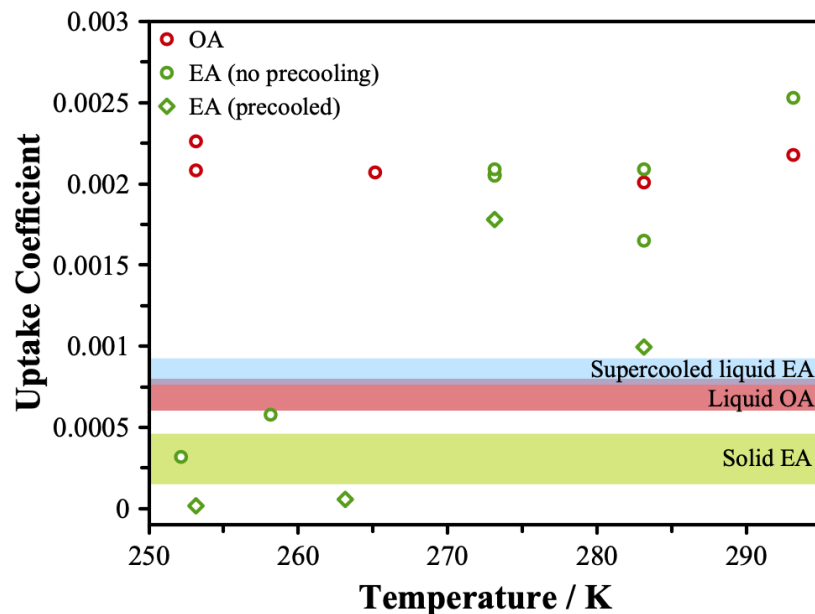 0.003
0.0025
0.002
0.0015
0.001
0.0005
0
Uptake Coefficient
OA
EA (no precooling)
EA (precooled)
Supercooled liquid EA
Liquid OA
Solid EA
250 260 270 280 290
Temperature / K